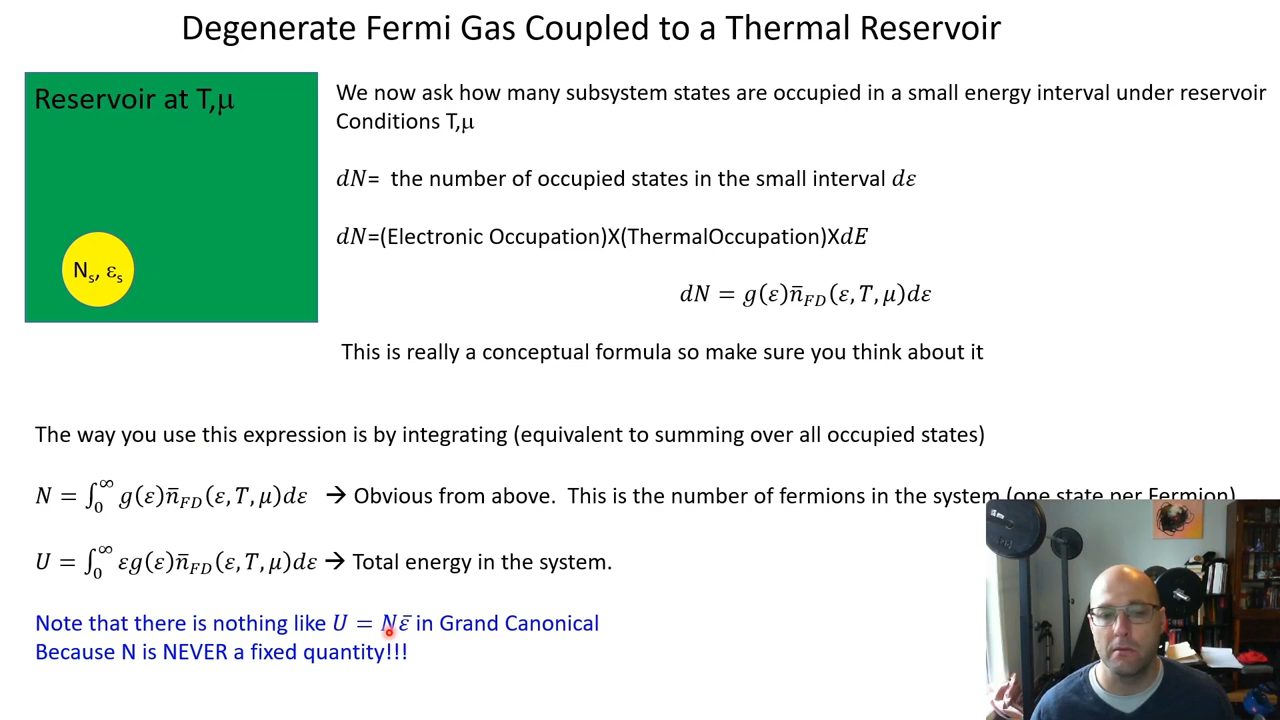 Degenerate Fermi Gas Coupled to a Thermal Reservoir
Reservoir at T,μ
N_s, ε_s
We now ask how many subsystem states are occupied in a small energy interval under reservoir
Conditions T,μ
dN= the number of occupied states in the small interval dε
dN=(Electronic Occupation)X(ThermalOccupation)XdE
dN = g(ε)n̄_FD(ε, T, μ)dε
This is really a conceptual formula so make sure you think about it
The way you use this expression is by integrating (equivalent to summing over all occupied states)
N = ∫_0^∞ g(ε)n̄_FD(ε, T, μ)dε → Obvious from above. This is the number of fermions in the system (one state per Fermion)
U = ∫_0^∞ εg(ε)n̄_FD(ε, T, μ)dε → Total energy in the system.
Note that there is nothing like U = Nε̄ in Grand Canonical
Because N is NEVER a fixed quantity!!!